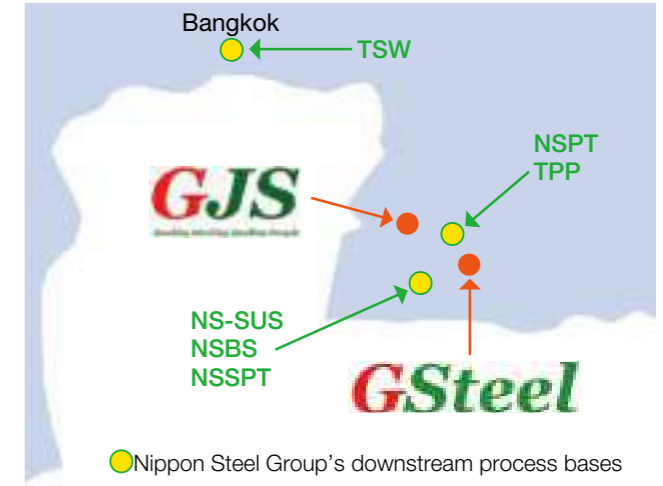 Bangkok
TSW
NSPT
TPP
GJS
NS-SUS
NSBS
NSSPT
GSteel
Nippon Steel Group's downstream process bases